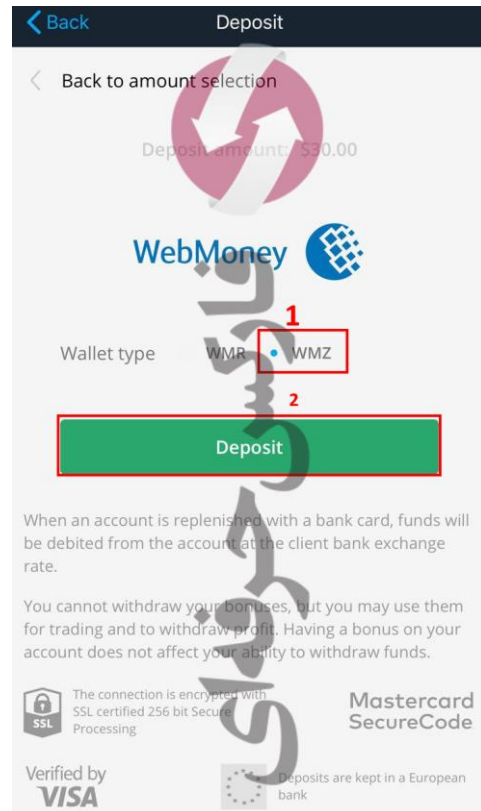 Back
Deposit
Back to amount selection
Deposit amount: $30.00
WebMoney
1
Wallet type WMR WMZ
2
Deposit
When an account is replenished with a bank card, funds will
be debited from the account at the client bank exchange
rate.
You cannot withdraw your bonuses, but you may use them
for trading and to withdraw profit. Having a bonus on your
account does not affect your ability to withdraw funds.
SSL
The connection is encrypted with
SSL certified 256 bit Secure
Processing
Mastercard
SecureCode
Verified by
VISA
Deposits are kept in a European
bank